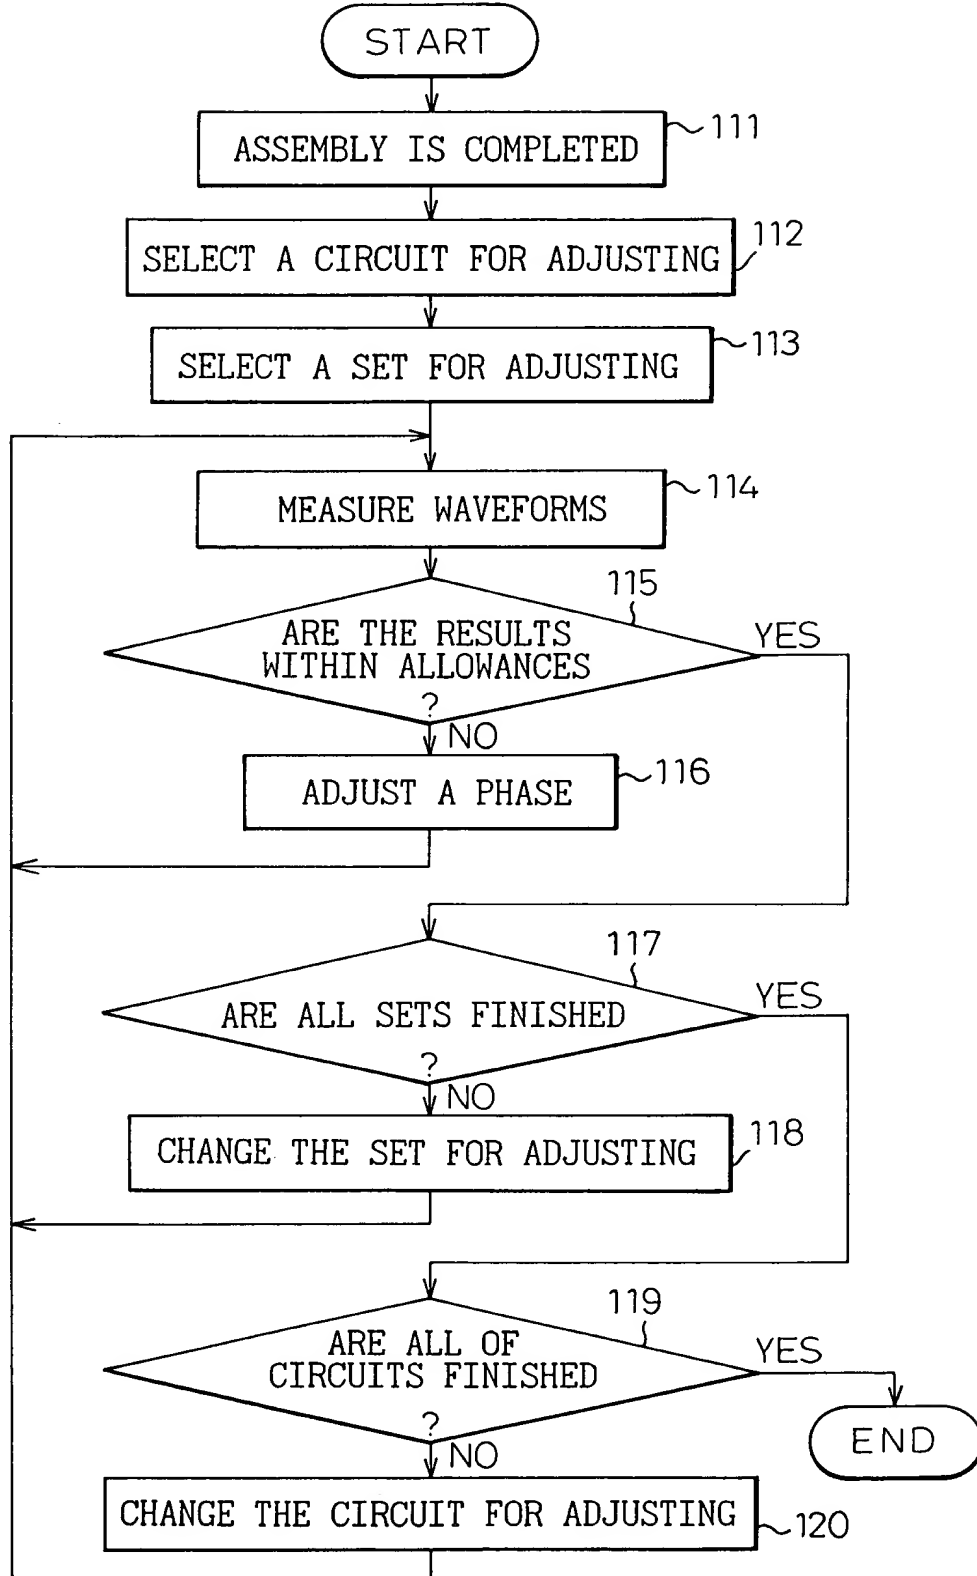 START
ASSEMBLY IS COMPLETED
111
SELECT A CIRCUIT FOR ADJUSTING
112
SELECT A SET FOR ADJUSTING
113
MEASURE WAVEFORMS
114
115
ARE THE RESULTS
WITHIN ALLOWANCES
?
YES
NO
ADJUST A PHASE
116
117
ARE ALL SETS FINISHED
?
YES
NO
CHANGE THE SET FOR ADJUSTING
118
119
ARE ALL OF
CIRCUITS FINISHED
?
YES
END
NO
CHANGE THE CIRCUIT FOR ADJUSTING
120